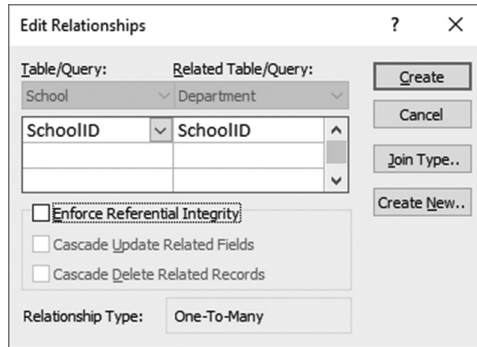 Edit Relationships ? ×
Table/Query: Related Table/Query:
School Department
SchoolID SchoolID
Enforce Referential Integrity
Cascade Update Related Fields
Cascade Delete Related Records
Relationship Type: One-To-Many
Create
Cancel
Join Type..
Create New..